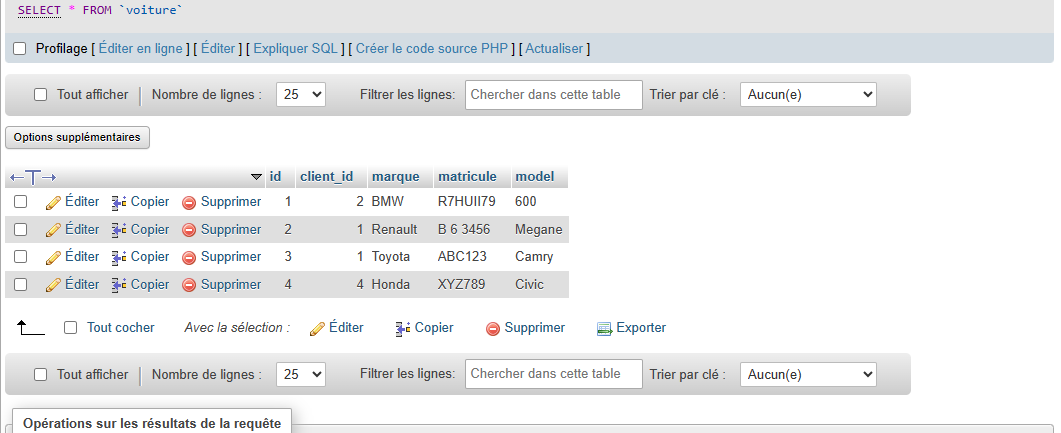 SELECT * FROM `voiture`
Profilage [ Éditer en ligne ] [ Éditer ] [ Expliquer SQL ] [ Créer le code source PHP ] [ Actualiser ]
Tout afficher | Nombre de lignes : 25 Filtrer les lignes: Chercher dans cette table Trier par clé : Aucun(e)
Options supplémentaires
←T→ id client_id marque matricule model
Éditer Copier Supprimer 1 2 BMW R7HUII79 600
Éditer Copier Supprimer 2 1 Renault B 6 3456 Megane
Éditer Copier Supprimer 3 1 Toyota ABC123 Camry
Éditer Copier Supprimer 4 4 Honda XYZ789 Civic
Tout cocher Avec la sélection : Éditer Copier Supprimer Exporter
Tout afficher | Nombre de lignes : 25 Filtrer les lignes: Chercher dans cette table Trier par clé : Aucun(e)
Opérations sur les résultats de la requête